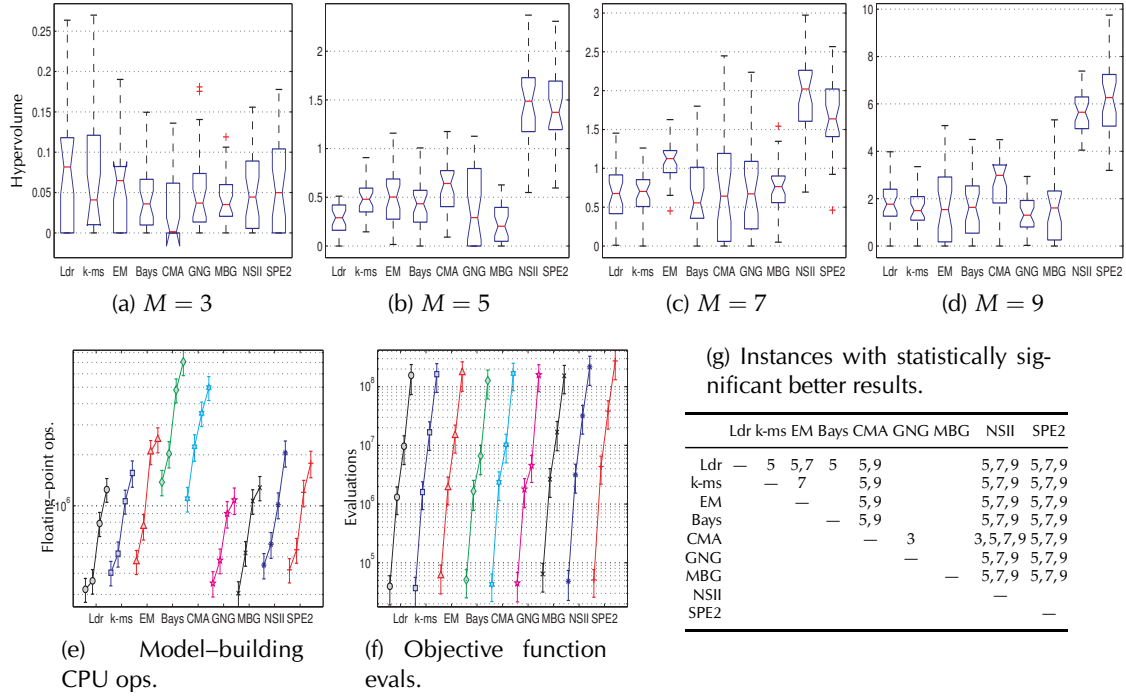 Hypervolume
0.25
0.2
0.15
0.1
0.05
0
Ldr k-ms EM Bays CMA GNG MBG NSII SPE2
(a) M = 3
2
1.5
1
0.5
0
Ldr k-ms EM Bays CMA GNG MBG NSII SPE2
(b) M = 5
3
2.5
2
1.5
1
0.5
0
Ldr k-ms EM Bays CMA GNG MBG NSII SPE2
(c) M = 7
10
8
6
4
2
0
Ldr k-ms EM Bays CMA GNG MBG NSII SPE2
(d) M = 9
Floating-point ops.
10^6
Ldr k-ms EM Bays CMA GNG MBG NSII SPE2
(e) Model–building
CPU ops.
Evaluations
10^8
10^7
10^6
10^5
Ldr k-ms EM Bays CMA GNG MBG NSII SPE2
(f) Objective function
evals.
(g) Instances with statistically sig-
nificant better results.
Ldr k-ms EM Bays CMA GNG MBG NSII SPE2
Ldr — 5 5,7 5 5,9 5,7,9 5,7,9
k-ms — 7 5,9 5,7,9 5,7,9
EM — 5,9 5,7,9 5,7,9
Bays — 5,9 5,7,9 5,7,9
CMA — 3 3,5,7,9 5,7,9
GNG — 5,7,9 5,7,9
MBG — 5,7,9 5,7,9
NSII —
SPE2 —